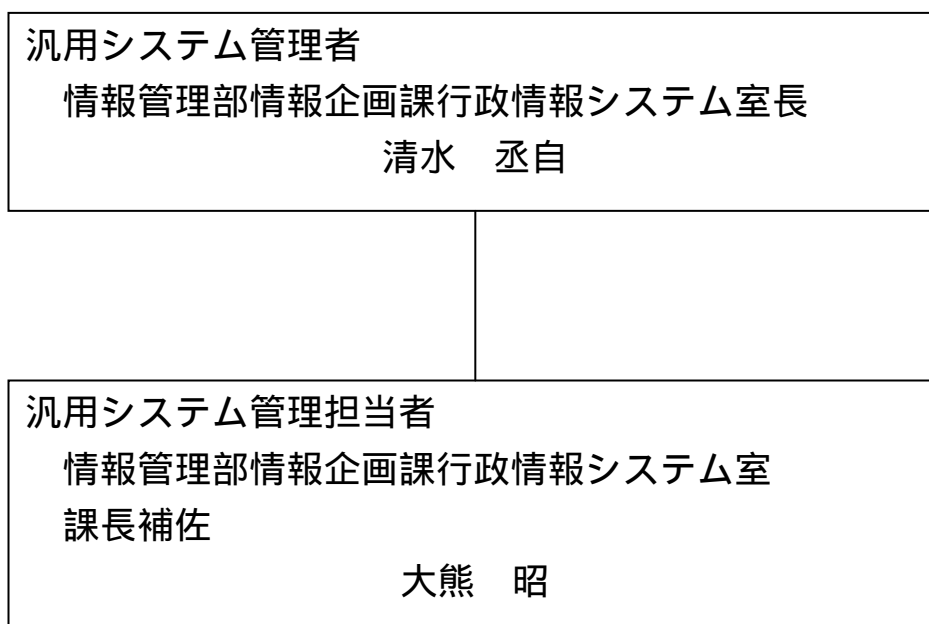 汎用システム管理者
情報管理部情報企画課行政情報システム室長
清水　丞自
汎用システム管理担当者
情報管理部情報企画課行政情報システム室
課長補佐
大熊　昭